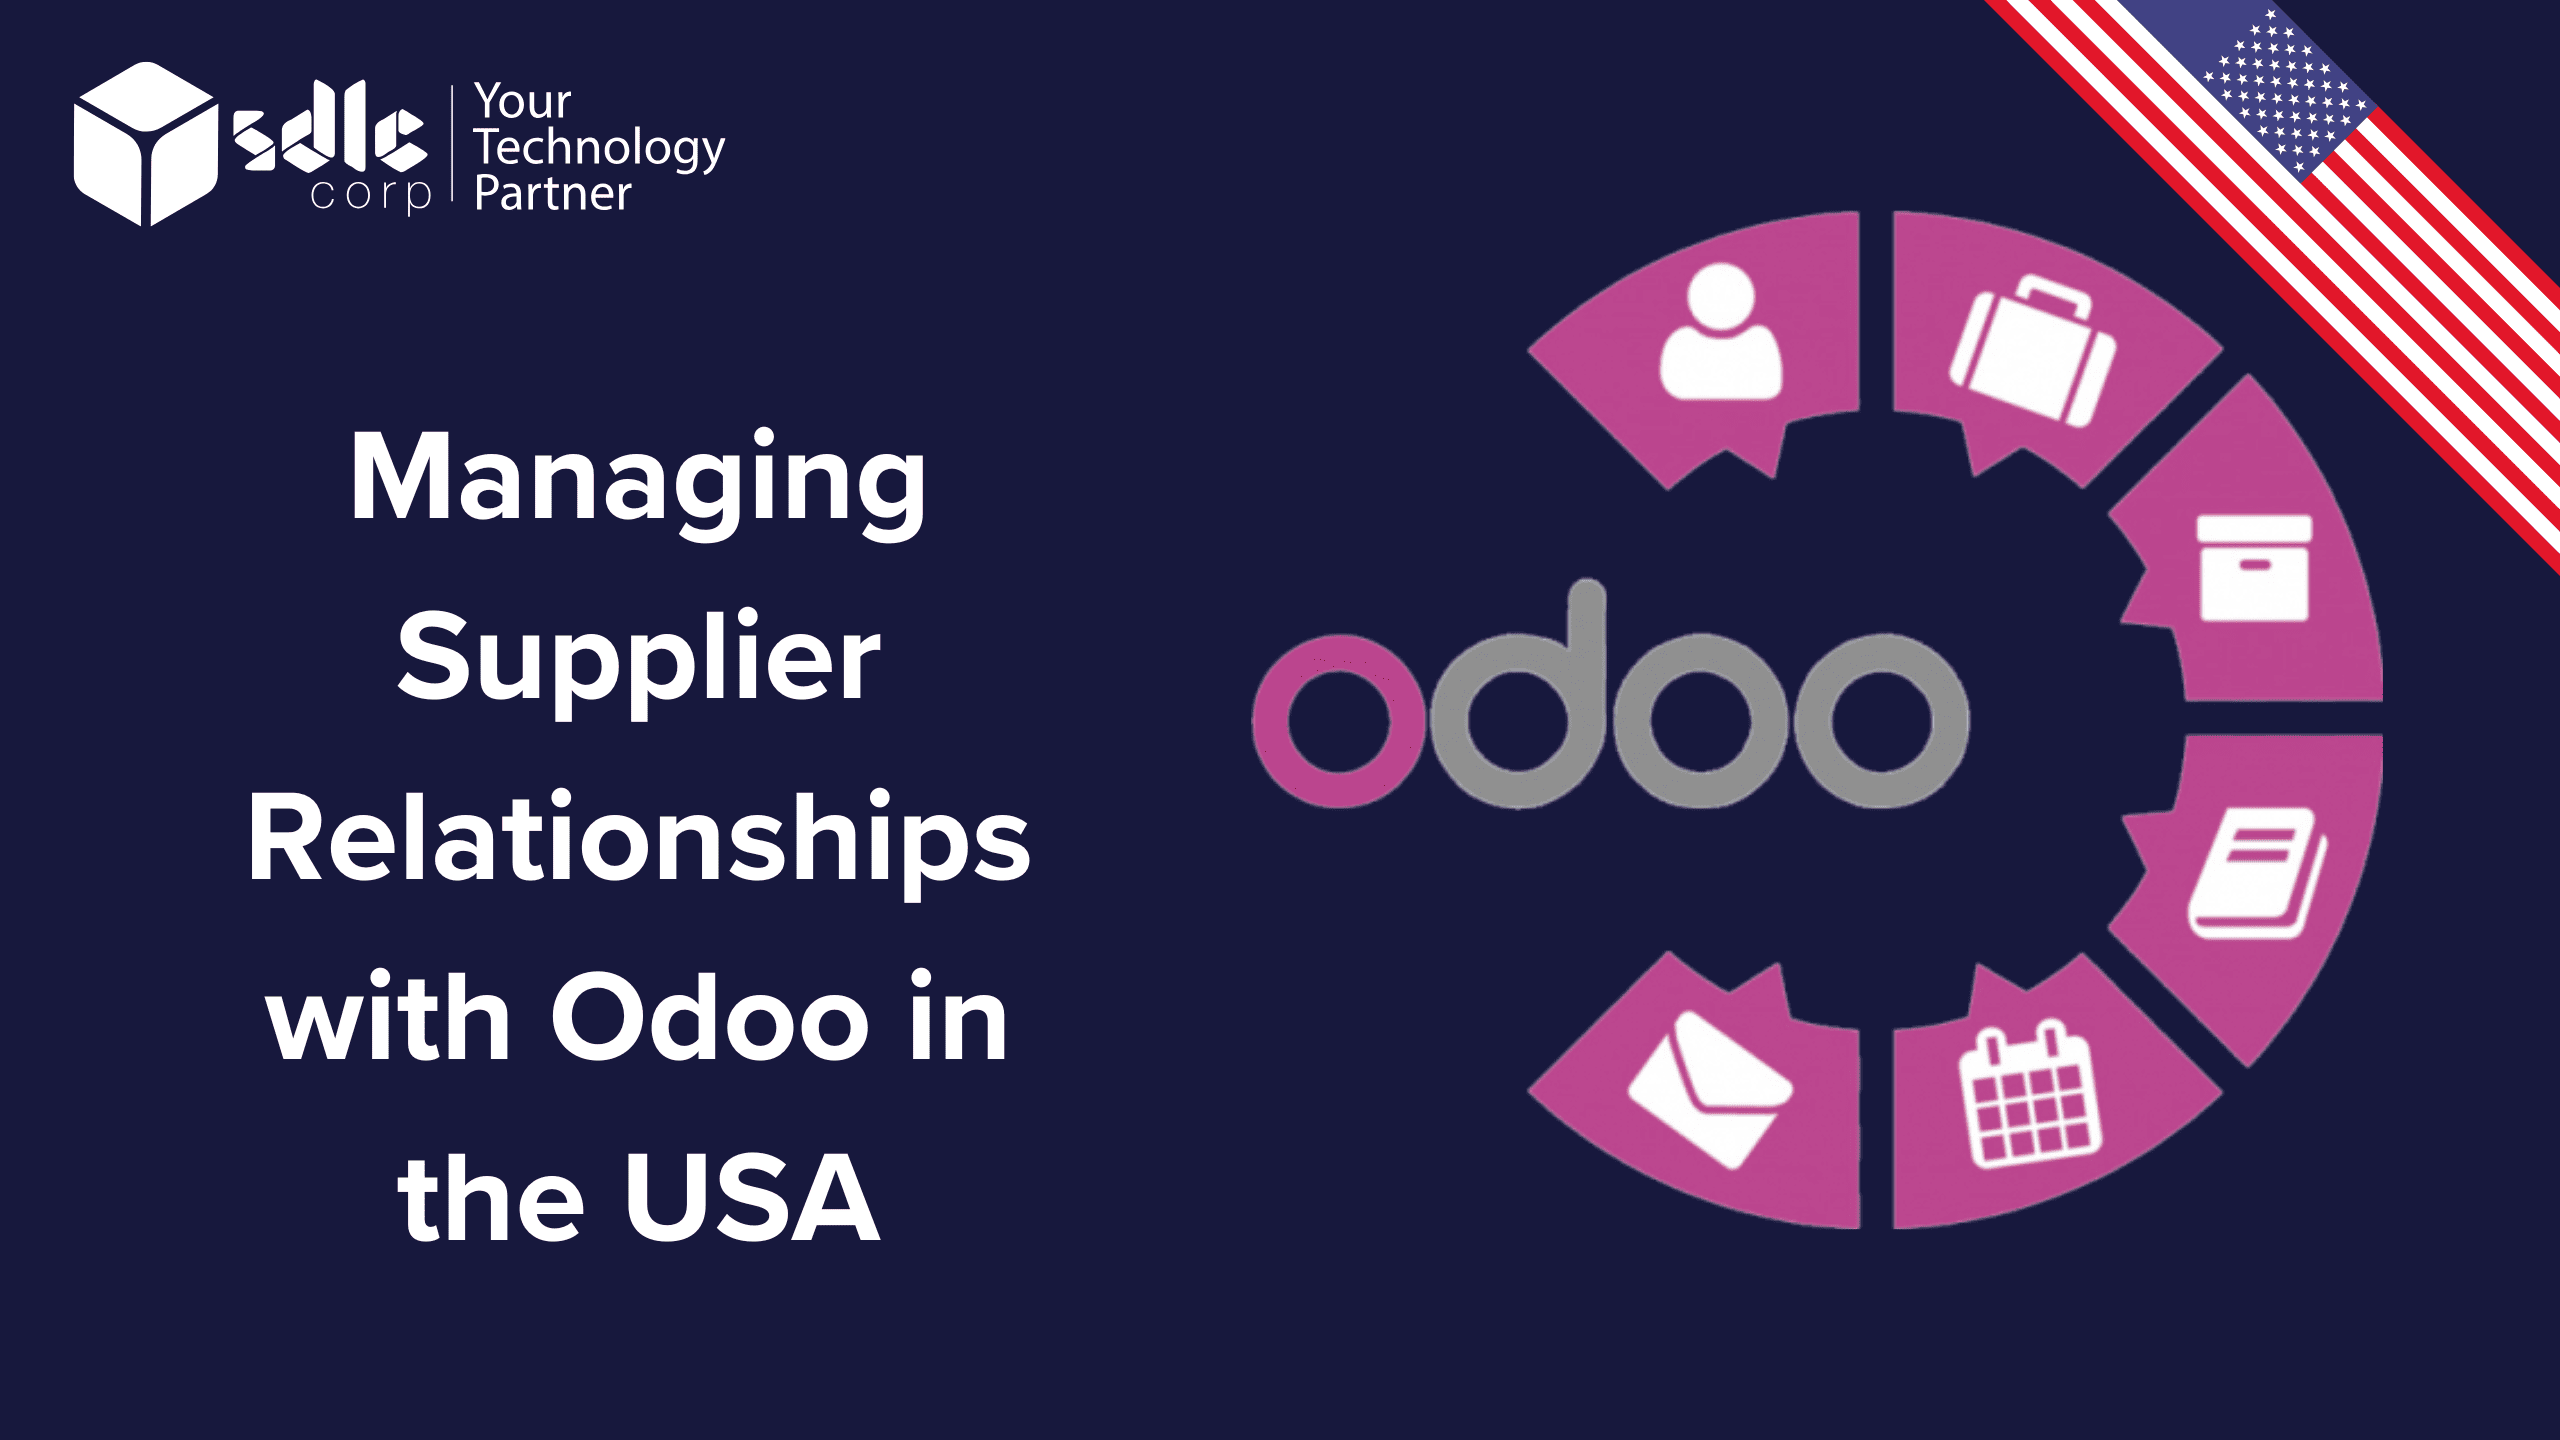 sdlc
corp
Your
Technology
Partner
Managing
Supplier
Relationships
with Odoo in
the USA
odoo